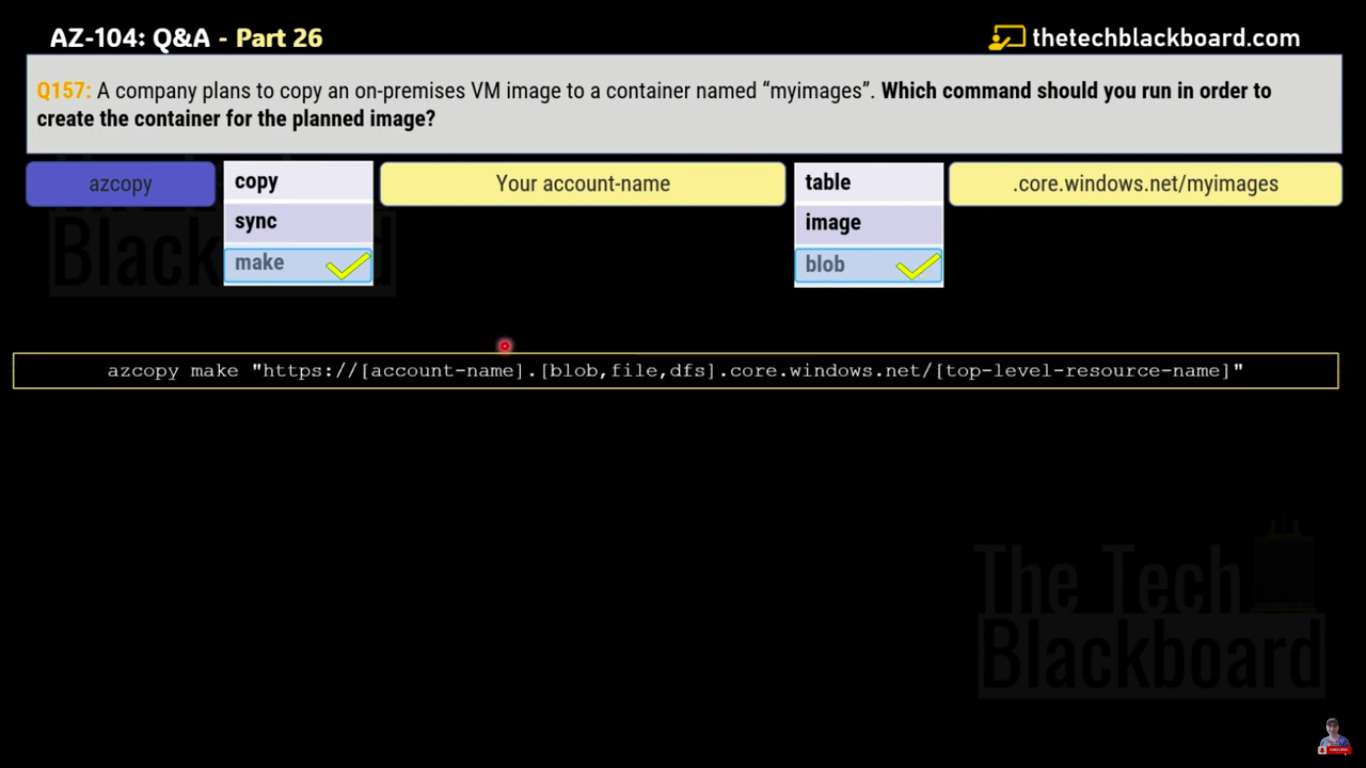 AZ-104: Q&A - Part 26
thetechblackboard.com
Q157: A company plans to copy an on-premises VM image to a container named “myimages”. Which command should you run in order to
create the container for the planned image?
azcopy
copy
sync
make
Your account-name
table
image
blob
.core.windows.net/myimages
Black
azcopy make "https://[account-name].[blob,file,dfs].core.windows.net/[top-level-resource-name]"
The Tech
Blackboard